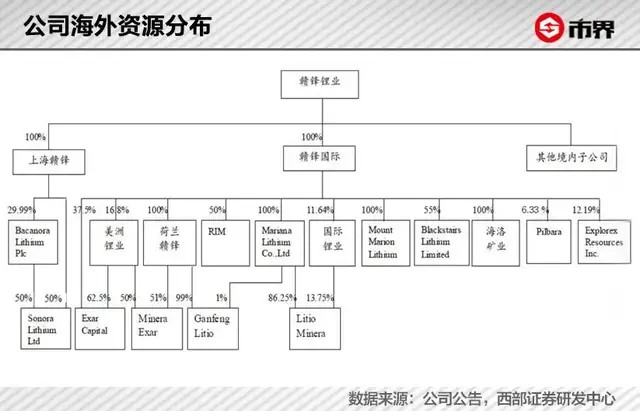 公司海外资源分布
市界
赣锋锂业
100%
100%
上海赣锋
赣锋国际
其他境内子公司
29.99%
37.5%
16.8%
100%
50%
100%
11.64%
100%
55%
100%
6.33 %
12.19%
Bacanora
Lithium
Plc
美洲
锂业
荷兰
赣锋
RIM
Mariana
Lithium
Co.,Ltd
国际
锂业
Mount
Marion
Lithium
Blackstairs
Lithium
Limited
海洛
矿业
Pilbara
Explorex
Resources
Inc.
50%
50%
62.5%
50%
51%
99%
1%
86.25%
13.75%
Sonora
Lithium
Ltd
Exar
Capital
Minera
Exar
Ganfeng
Litio
Litio
Minera
数据来源：公司公告，西部证券研发中心